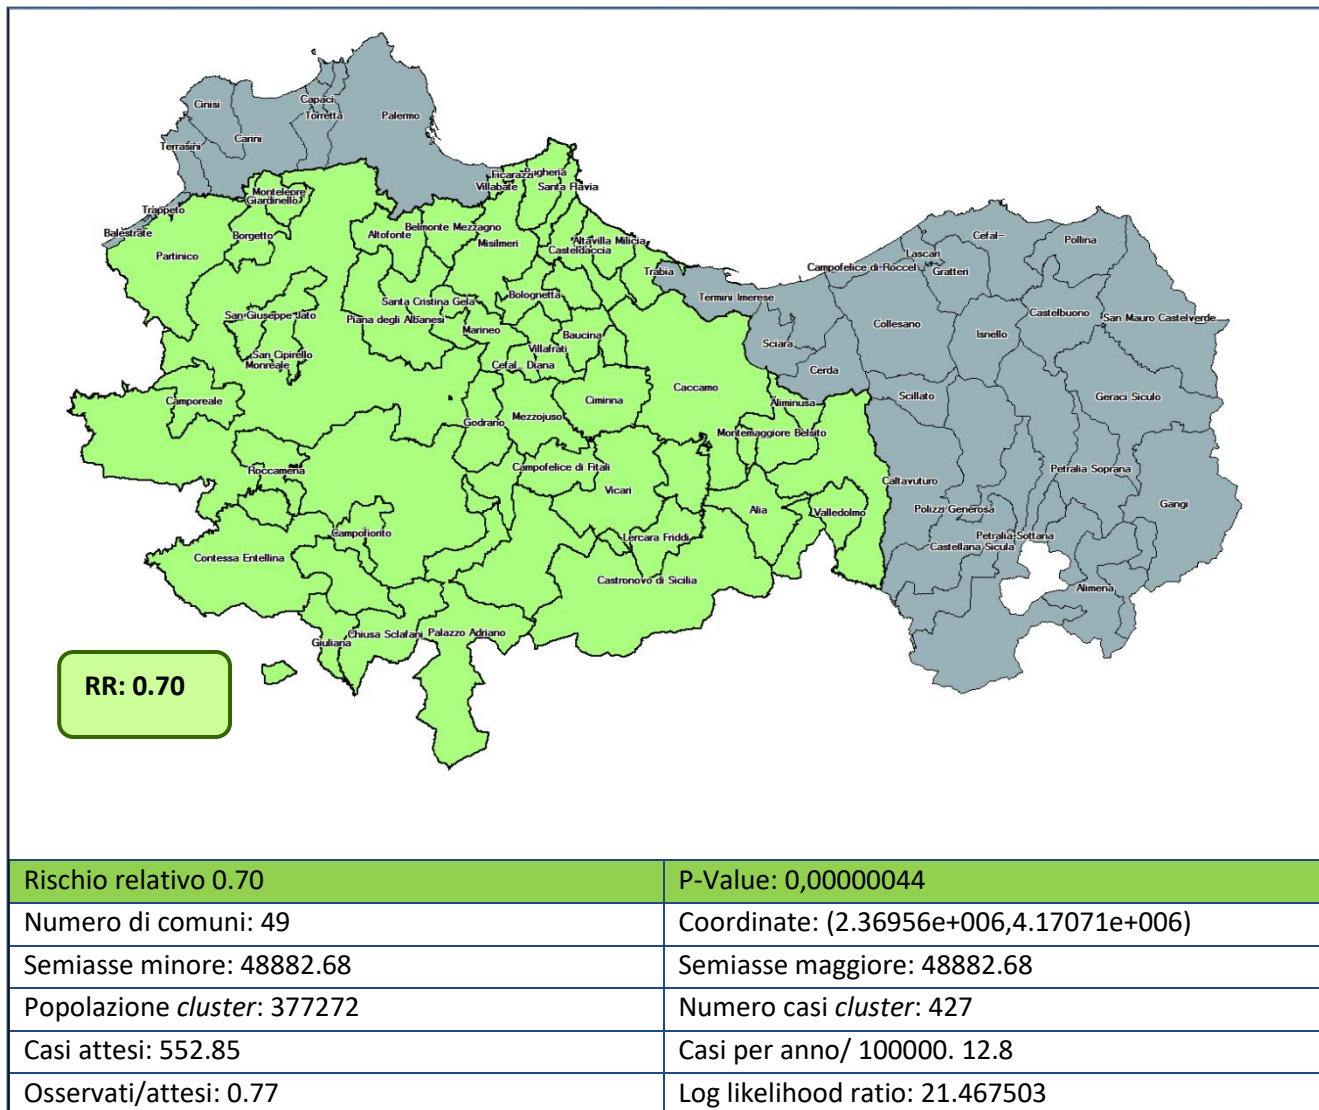 Cinisi
Capaci
Torretta
Palermo
Carini
Terrasini
Ficarazzi
Bagheria
Villabate
Santa Flavia
Montelepre
Giardinello
Trappeto
Balestrate
Borgetto
Partinico
Altofonte
Belmonte Mezzagno
Misilmeri
Altavilla Milicia
Casteldaccia
Trabia
Cefal
Pollina
Lascari
Campofelice di Roccel
Gratteri
Termini Imerese
Santa Cristina Gela
Bolognetta
San Giuseppe Jato
Piana degli Albanesi
Marineo
Baucina
Villafrati
San Cipirello
Monreale
Cefal Diana
Sciara
Cerda
Collesano
Isnello
Castelbuono
San Mauro Castelverde
Camporeale
Caccamo
Ciminna
Scillato
Geraci Siculo
Aliminusa
Godrano
Mezzojuso
Montemaggiore Belsito
Roccamena
Campofelice di Fitali
Vicari
Caltavuturo
Petralia Soprana
Gangi
Alia
Valledolmo
Polizzi Generosa
Campofiorito
Lercara Friddi
Petralia Sottana
Castellana Sicula
Contessa Entellina
Castronovo di Sicilia
Alimena
Giuliana
Chiusa Sclafani
Palazzo Adriano
RR: 0.70
Rischio relativo 0.70
P-Value: 0,00000044
Numero di comuni: 49
Coordinate: (2.36956e+006,4.17071e+006)
Semiasse minore: 48882.68
Semiasse maggiore: 48882.68
Popolazione cluster: 377272
Numero casi cluster: 427
Casi attesi: 552.85
Casi per anno/ 100000. 12.8
Osservati/attesi: 0.77
Log likelihood ratio: 21.467503